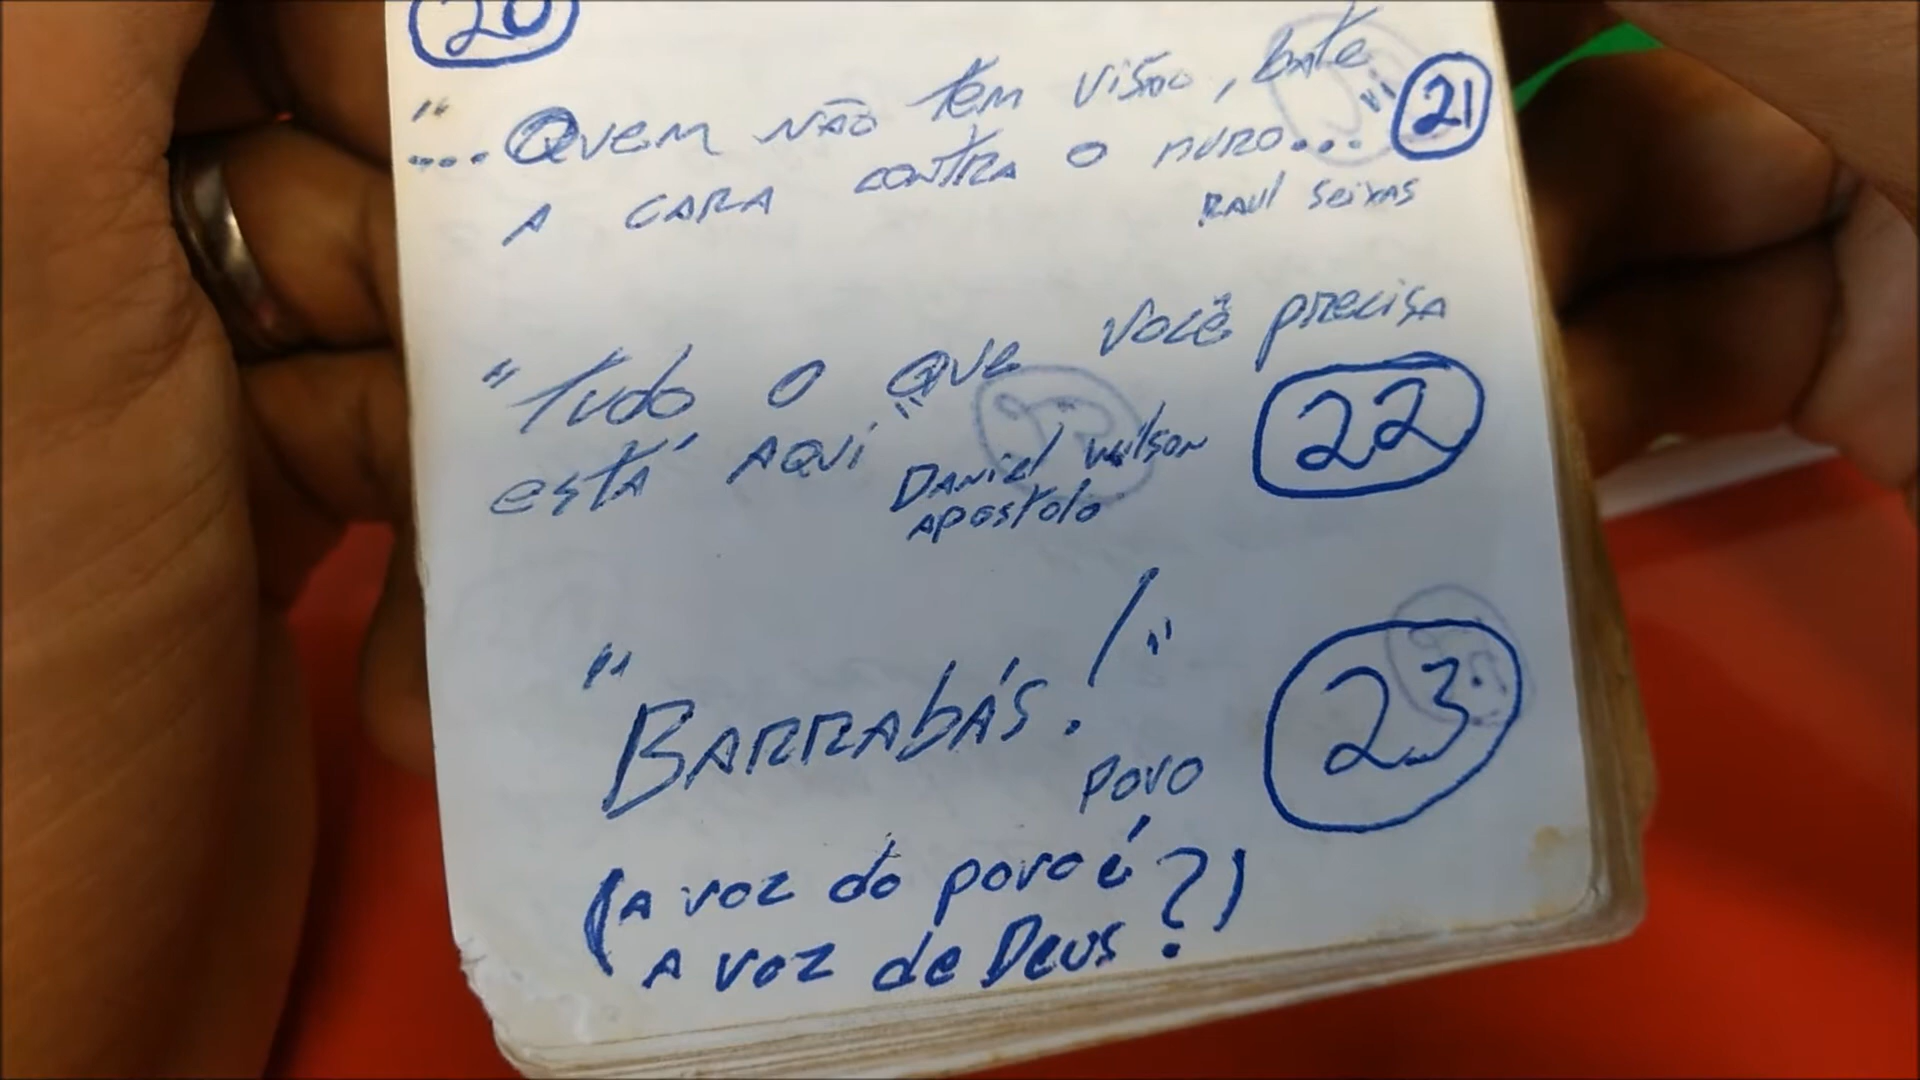 20
"...Quem não tem visão, bate
a cara contra o muro..." 21
Raul Seixas
"Tudo o que você precisa
está aqui" 22
Daniel Wilson
apostolo
"Barrabás!" 23
povo
(a voz do povo é
a voz de Deus?)